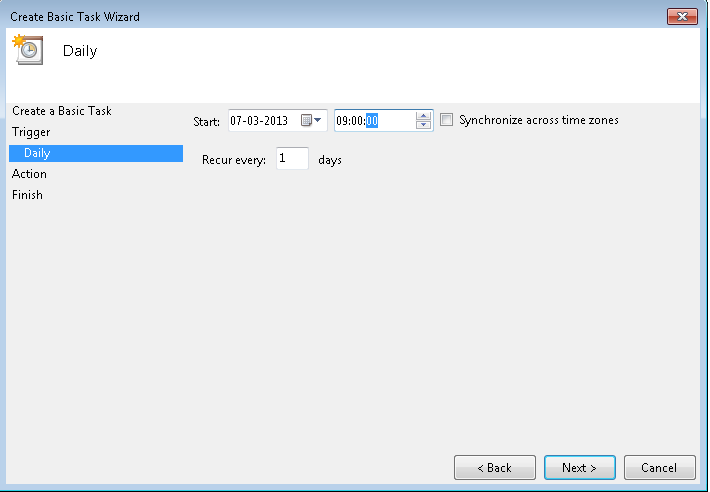 Create Basic Task Wizard
Daily
Create a Basic Task
Trigger
Daily
Action
Finish
Start: 07-03-2013 09:00:00 Synchronize across time zones
Recur every: 1 days
< Back Next > Cancel